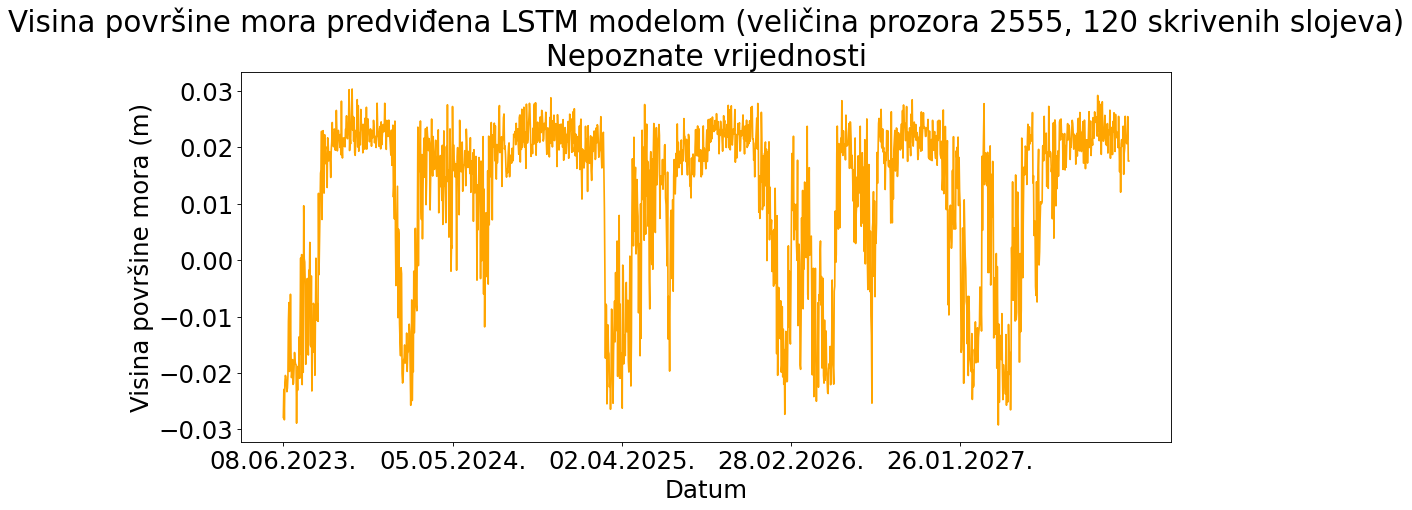 Visina površine mora predviđena LSTM modelom (veličina prozora 2555, 120 skrivenih slojeva)
Nepoznate vrijednosti
Visina površine mora (m)
0.03
0.02
0.01
0.00
−0.01
−0.02
−0.03
08.06.2023. 05.05.2024. 02.04.2025. 28.02.2026. 26.01.2027.
Datum